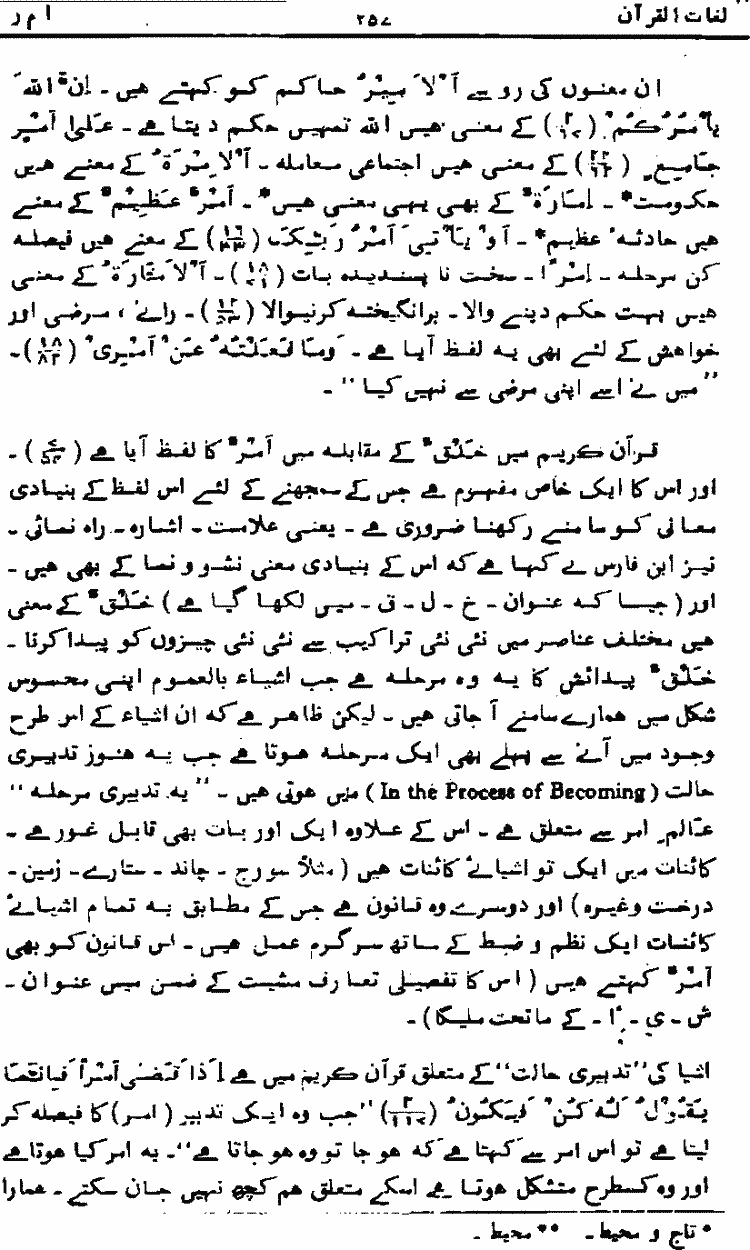 لغات القرآن ۲۵۷ ا م ر
ان معنوں کی رو سے اَلْاَمِیْرُ حاکم کو کہتے ہیں ۔ اِنَّ اللّٰہَ
یَاْمُرُکُمْ (۲/۶۷) کے معنی ہیں اللہ تمہیں حکم دیتا ہے ۔ عَلٰی اَمْرٍ
جَامِعٍ (۲۴/۶۲) کے معنی ہیں اجتماعی معاملہ ۔ اَلْاِمْرَۃُ کے معنے ہیں
حکومت* ۔ اِمَارَۃٌ کے بھی یہی معنی ہیں* ۔ اَمْرٌ عَظِیْمٌ کے معنے
ہیں حادثۂ عظیم* ۔ اَوْ یَاْتِیَ اَمْرُ رَبِّکَ (۱۶/۳۳) کے معنے ہیں فیصلہ
کن مرحلہ ۔ اِمْرًا ۔ سخت نا پسندیدہ بات (۱۸/۷۱) ۔ اَلْاَمَّارَۃُ کے معنی
ہیں بہت حکم دینے والا ۔ برانگیختہ کرنیوالا (۱۲/۵۳) ۔ رائے ، مرضی اور
خواہش کے لئے بھی یہ لفظ آیا ہے ۔ وَمَا فَعَلْتُہٗ عَنْ اَمْرِیْ (۱۸/۸۲) ۔
”میں نے اسے اپنی مرضی سے نہیں کیا“ ۔
قرآن کریم میں خَلْقٌ کے مقابلہ میں اَمْرٌ کا لفظ آیا ہے (۷/۵۴) ۔
اور اس کا ایک خاص مفہوم ہے جس کے سمجھنے کے لئے اس لفظ کے بنیادی
معانی کو سامنے رکھنا ضروری ہے ۔ یعنی علامت ۔ اشارہ ۔ راہ نمائی ۔
نیز ابن فارس نے کہا ہے کہ اس کے بنیادی معنی نشو و نما کے بھی ہیں ۔
اور (جیسا کہ عنوان ۔ خ ۔ ل ۔ ق ۔ میں لکھا گیا ہے) خَلْقٌ کے معنی
ہیں مختلف عناصر میں نئی نئی تراکیب سے نئی نئی چیزوں کو پیدا کرنا ۔
خَلْقٌ پیدائش کا یہ وہ مرحلہ ہے جب اشیاء بالعموم اپنی محسوس
شکل میں ہمارے سامنے آ جاتی ہیں ۔ لیکن ظاہر ہے کہ ان اشیاء کے اس طرح
وجود میں آنے سے پہلے بھی ایک مرحلہ ہوتا ہے جب یہ ہنوز تدبیری
حالت (In the Process of Becoming) میں ہوتی ہیں ۔ ”یہ تدبیری مرحلہ“
عَالَمِ امر سے متعلق ہے ۔ اس کے علاوہ ایک اور بات بھی قابل غور ہے ۔
کائنات میں ایک تو اشیائے کائنات ہیں (مثلاً سورج ۔ چاند ۔ ستارے ۔ زمین ۔
درخت وغیرہ) اور دوسرے وہ قانون ہے جس کے مطابق یہ تمام اشیائے
کائنات ایک نظم و ضبط کے ساتھ سرگرم عمل ہیں ۔ اس قانون کو بھی
اَمْرٌ کہتے ہیں (اس کا تفصیلی تعارف مشیت کے ضمن میں عنوان ۔
ش ۔ ی ۔ أ ۔ کے ماتحت ملیگا) ۔
اشیا کی ”تدبیری حالت“ کے متعلق قرآن کریم میں ہے اِذَا قَضٰی اَمْرًا فَاِنَّمَا
یَقُوْلُ لَہٗ کُنْ فَیَکُوْنُ (۲/۱۱۷) ”جب وہ ایک تدبیر (امر) کا فیصلہ کر
لیتا ہے تو اس امر سے کہتا ہے کہ ہو جا تو وہ ہو جاتا ہے“ ۔ یہ امر کیا ہوتا ہے
اور وہ کسطرح متشکل ہوتا ہے اسکے متعلق ہم کچھ نہیں جان سکتے ۔ ہمارا
*تاج و محیط ۔ **محیط ۔